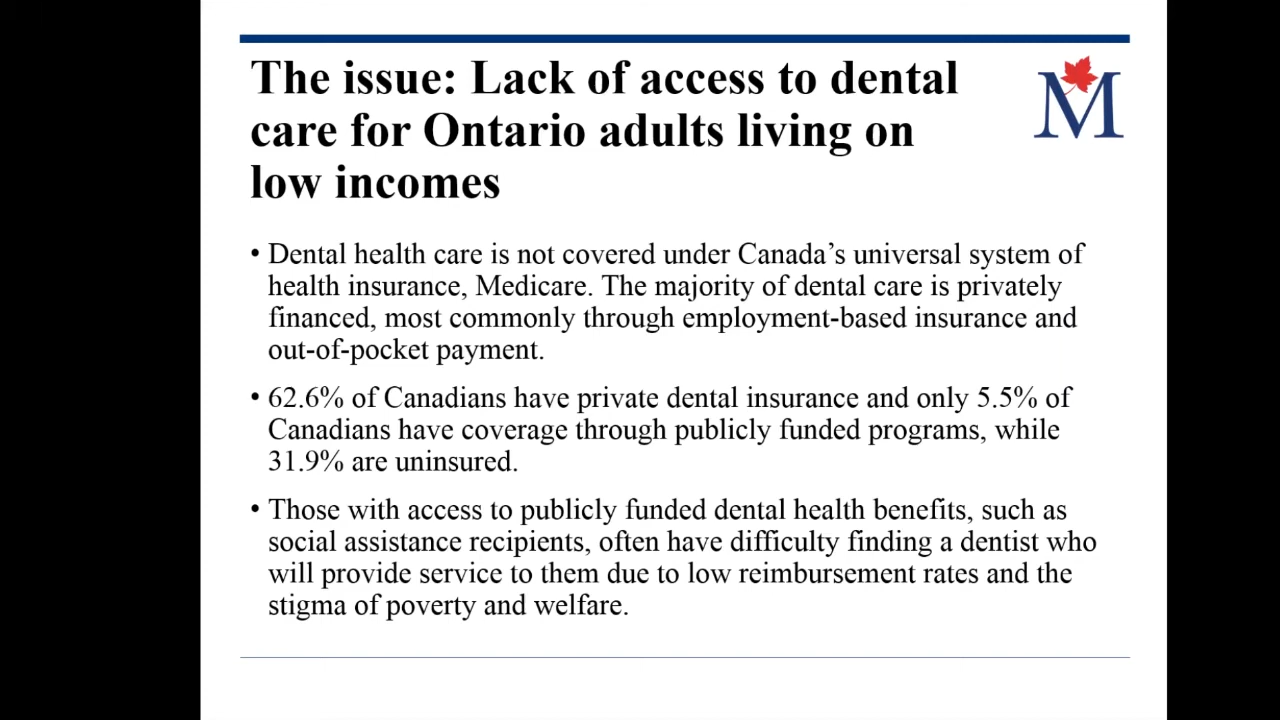 The issue: Lack of access to dental
care for Ontario adults living on
low incomes
M
• Dental health care is not covered under Canada’s universal system of
health insurance, Medicare. The majority of dental care is privately
financed, most commonly through employment-based insurance and
out-of-pocket payment.
• 62.6% of Canadians have private dental insurance and only 5.5% of
Canadians have coverage through publicly funded programs, while
31.9% are uninsured.
• Those with access to publicly funded dental health benefits, such as
social assistance recipients, often have difficulty finding a dentist who
will provide service to them due to low reimbursement rates and the
stigma of poverty and welfare.